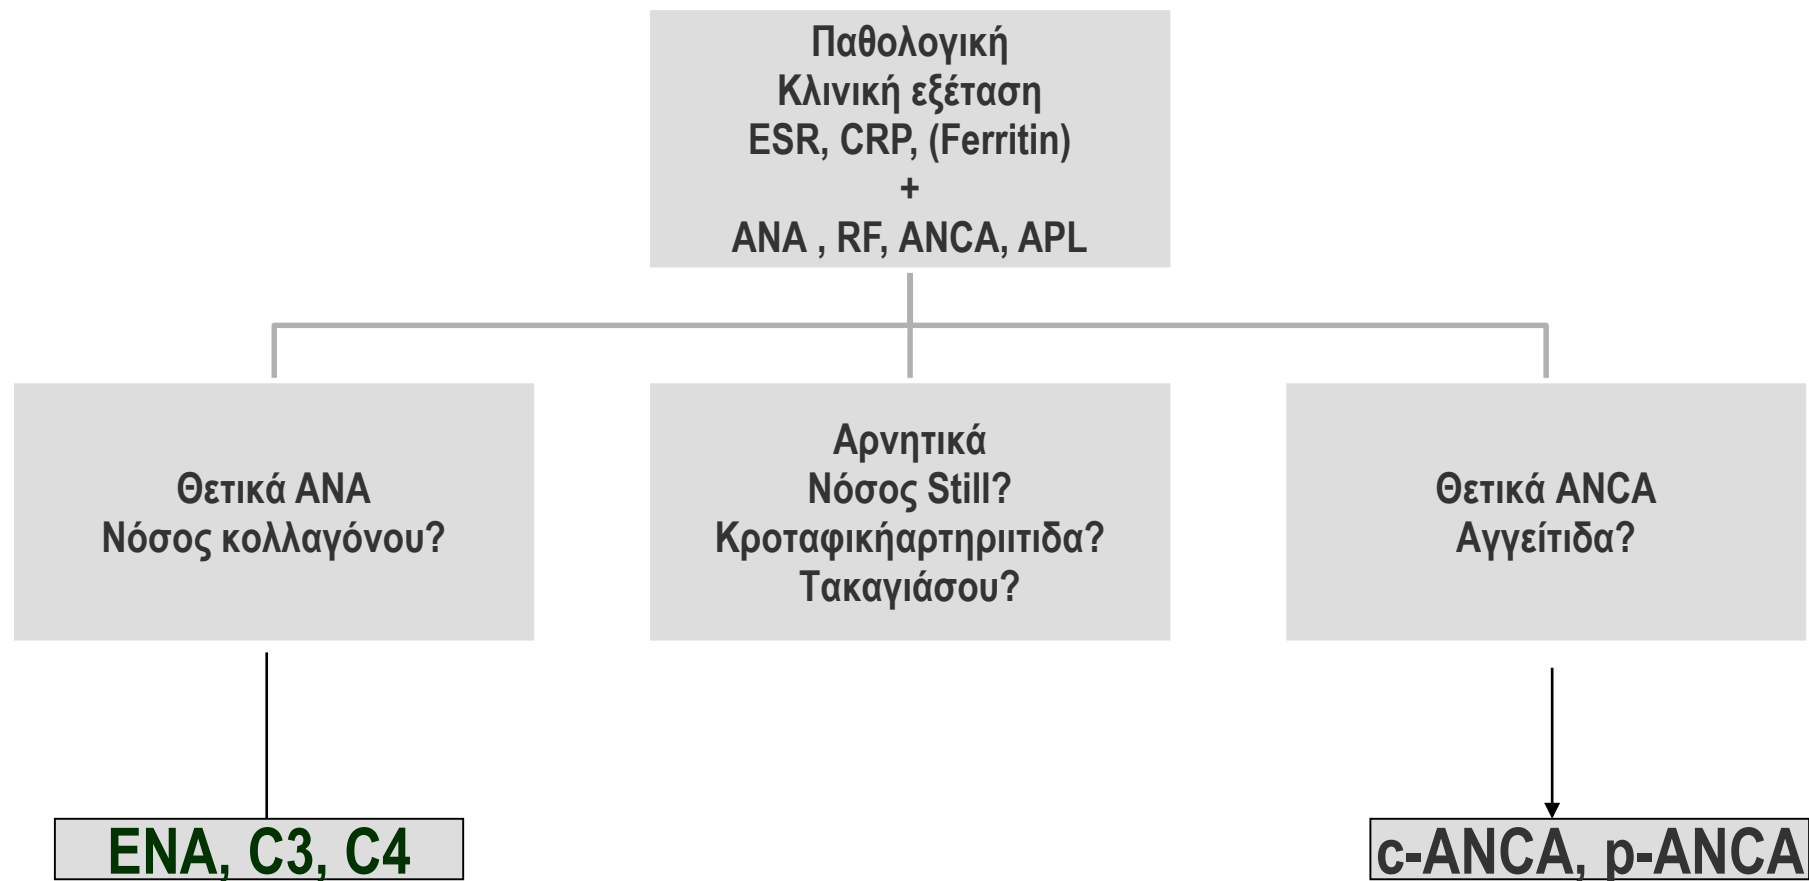 Παθολογική
Κλινική εξέταση
ESR, CRP, (Ferritin)
+
ANA , RF, ANCA, APL
Θετικά ANA
Νόσος κολλαγόνου?
Αρνητικά
Νόσος Still?
Κροταφικήαρτηριιτιδα?
Τακαγιάσου?
Θετικά ANCA
Αγγείτιδα?
ENA, C3, C4
c-ANCA, p-ANCA